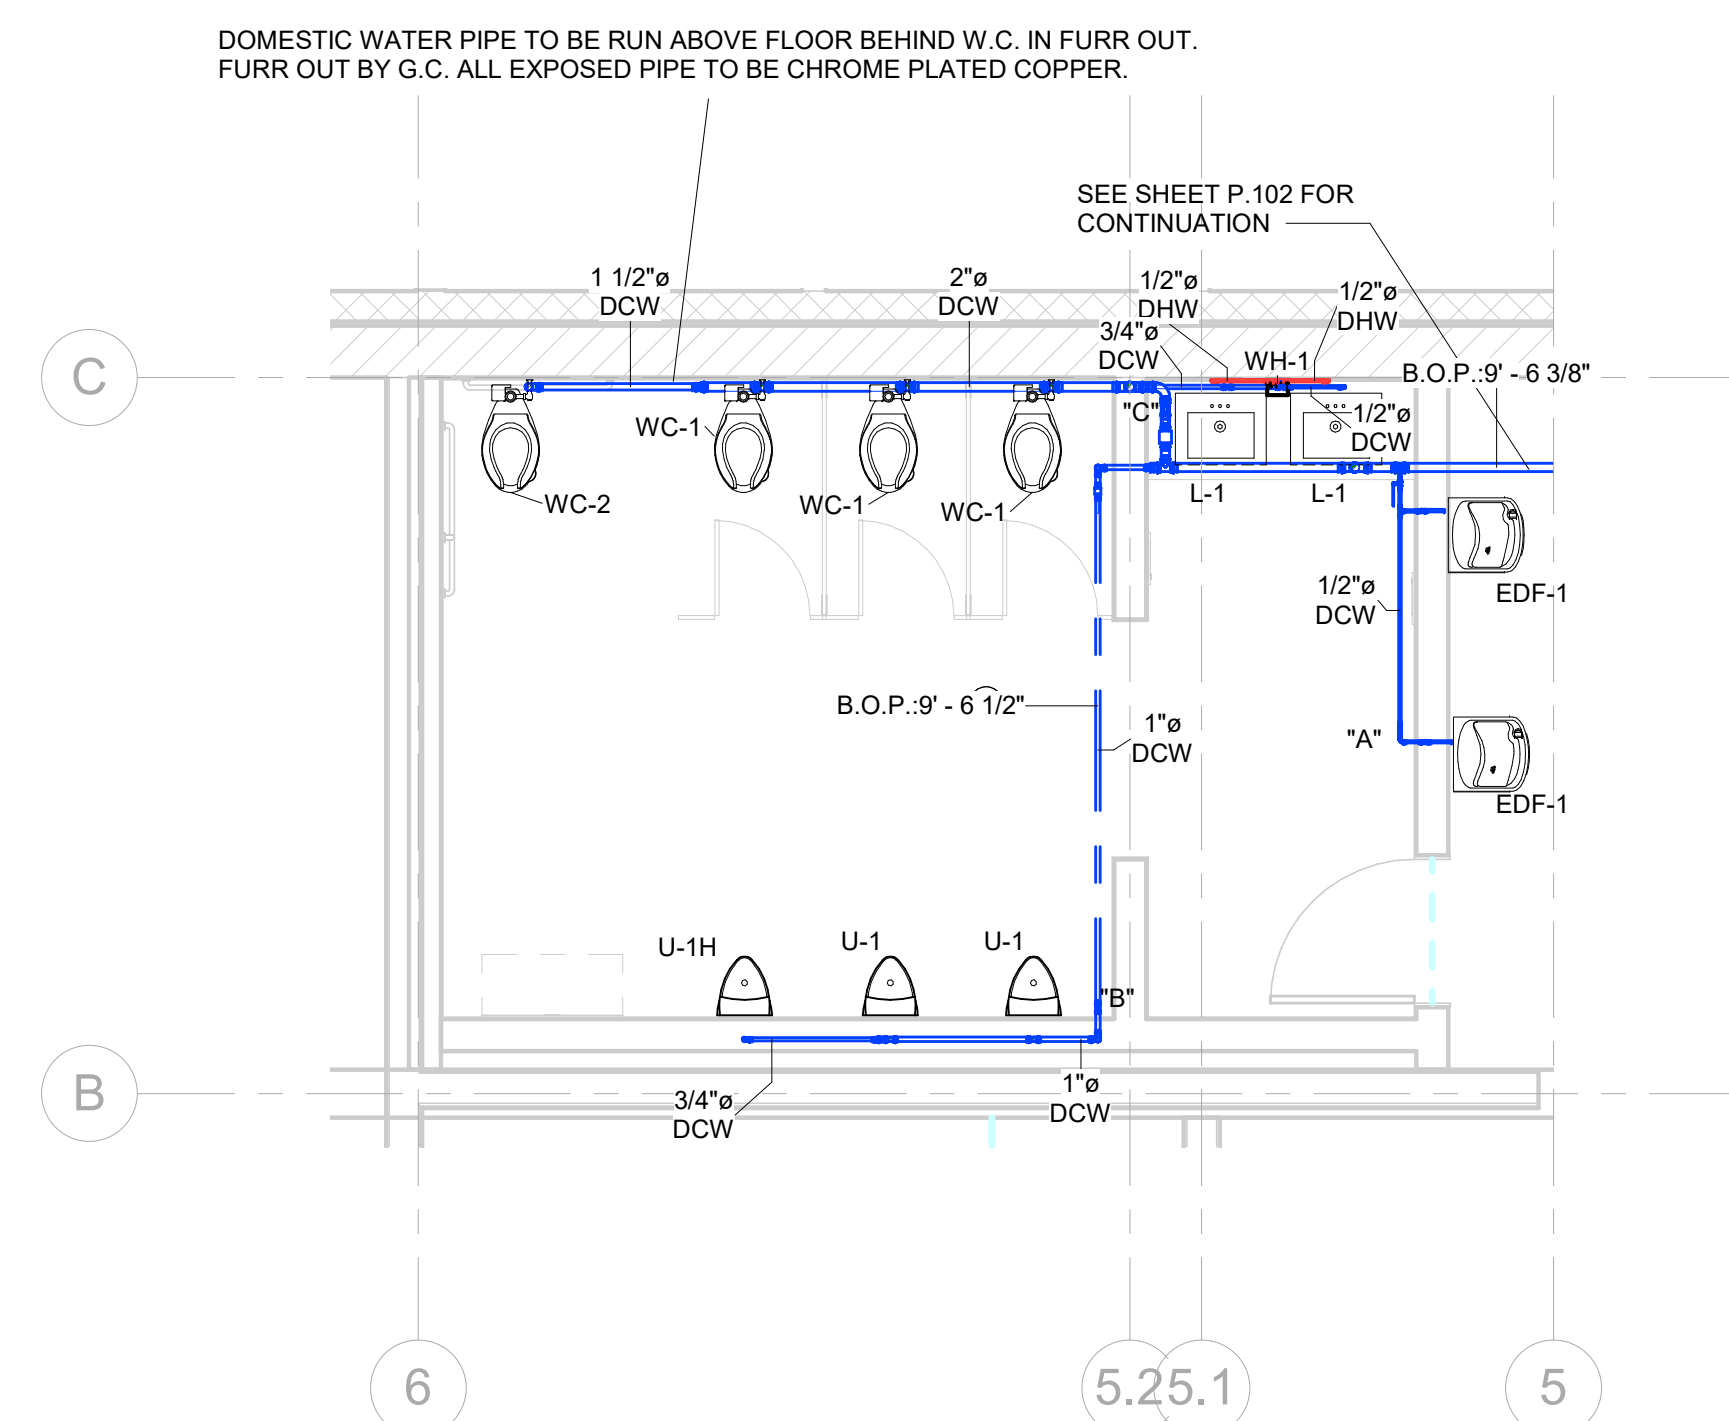 DOMESTIC WATER PIPE TO BE RUN ABOVE FLOOR BEHIND W.C. IN FURR OUT.
FURR OUT BY G.C. ALL EXPOSED PIPE TO BE CHROME PLATED COPPER.
SEE SHEET P.102 FOR
CONTINUATION
1 1/2"ø
DCW
2"ø
DCW
1/2"ø
DHW
1/2"ø
DHW
3/4"ø
DCW
WH-1
B.O.P.:9' - 6 3/8"
C
"C"
1/2"ø
DCW
WC-1
WC-2
WC-1
WC-1
L-1
L-1
EDF-1
1/2"ø
DCW
B.O.P.:9' - 6 1/2"
1"ø
DCW
"A"
EDF-1
U-1H
U-1
U-1
"B"
B
3/4"ø
DCW
1"ø
DCW
6
5.2
5.1
5